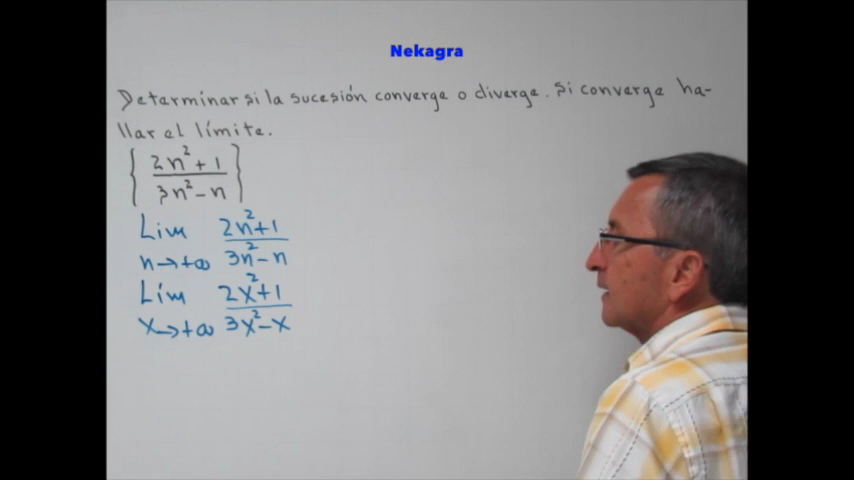 Nekagra
Determinar si la sucesión converge o diverge. Si converge ha-
llar el límite.
{ (2n² + 1) / (3n² - n) }
Lim n→+∞ (2n²+1) / (3n²-n)
Lím x→+∞ (2x²+1) / (3x²-x)